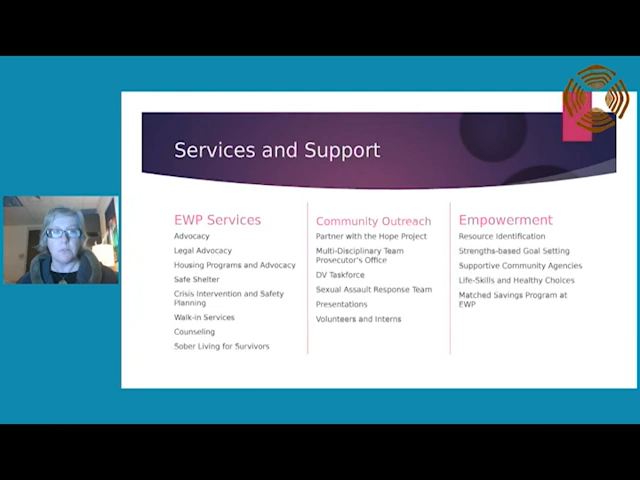 Services and Support
EWP Services
Advocacy
Legal Advocacy
Housing Programs and Advocacy
Safe Shelter
Crisis Intervention and Safety
Planning
Walk-in Services
Counseling
Sober Living for Survivors
Community Outreach
Partner with the Hope Project
Multi-Disciplinary Team
Prosecutor's Office
DV Taskforce
Sexual Assault Response Team
Presentations
Volunteers and Interns
Empowerment
Resource Identification
Strengths-based Goal Setting
Supportive Community Agencies
Life-Skills and Healthy Choices
Matched Savings Program at
EWP